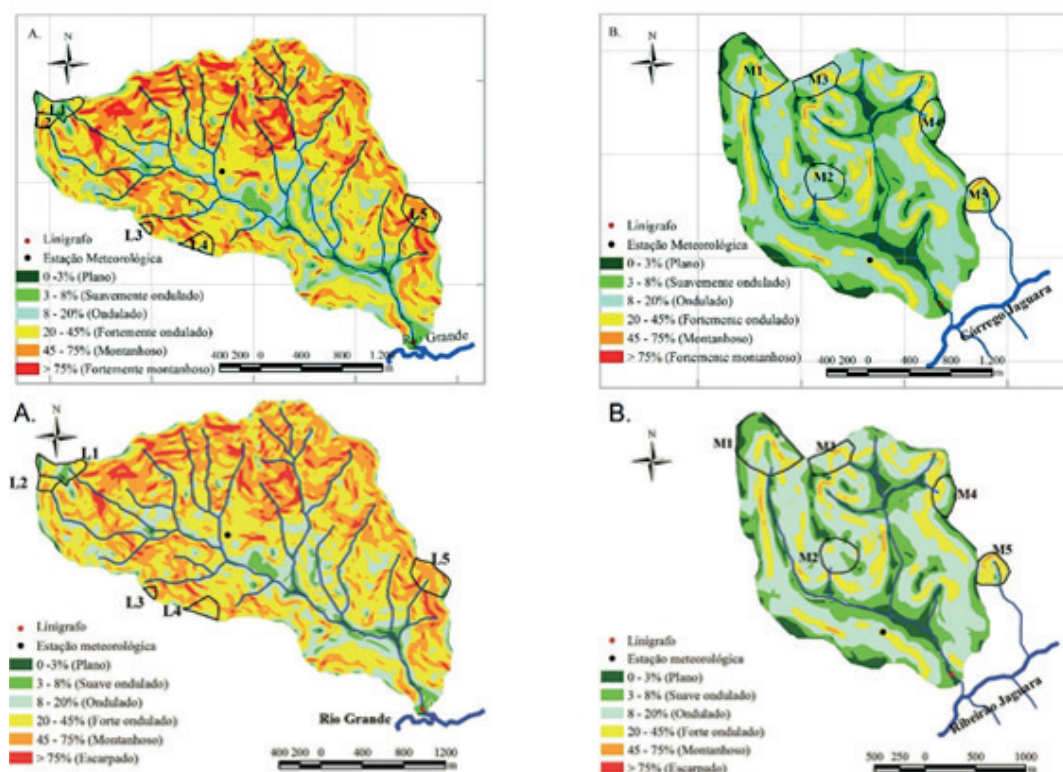 A.
N
L1
L2
L3
L4
L5
Linígrafo
Estação Meteorológica
0 -3% (Plano)
3 - 8% (Suavemente ondulado)
8 - 20% (Ondulado)
20 - 45% (Fortemente ondulado)
45 - 75% (Montanhoso)
> 75% (Fortemente montanhoso)
Rio Grande
400 200 0 400 800 1.200
m
B.
N
M1
M3
M4
M2
M5
Linígrafo
Estação Meteorológica
0 - 3% (Plano)
3 - 8% (Suavemente ondulado)
8 - 20% (Ondulado)
20 - 45% (Fortemente ondulado)
45 - 75% (Montanhoso)
> 75% (Fortemente montanhoso)
Córrego Jaguara
400 200 0 400 800 1.200
m
A.
N
L1
L2
L3
L4
L5
Linígrafo
Estação meteorológica
0 -3% (Plano)
3 - 8% (Suave ondulado)
8 - 20% (Ondulado)
20 - 45% (Forte ondulado)
45 - 75% (Montanhoso)
> 75% (Escarpado)
Rio Grande
400 200 0 400 800 1200
m
B.
N
M1
M3
M4
M2
M5
Linígrafo
Estação meteorológica
0 - 3% (Plano)
3 - 8% (Suave ondulado)
8 - 20% (Ondulado)
20 - 45% (Forte ondulado)
45 - 75% (Montanhoso)
> 75% (Escarpado)
Ribeirão Jaguara
500 250 0 500 1000
m